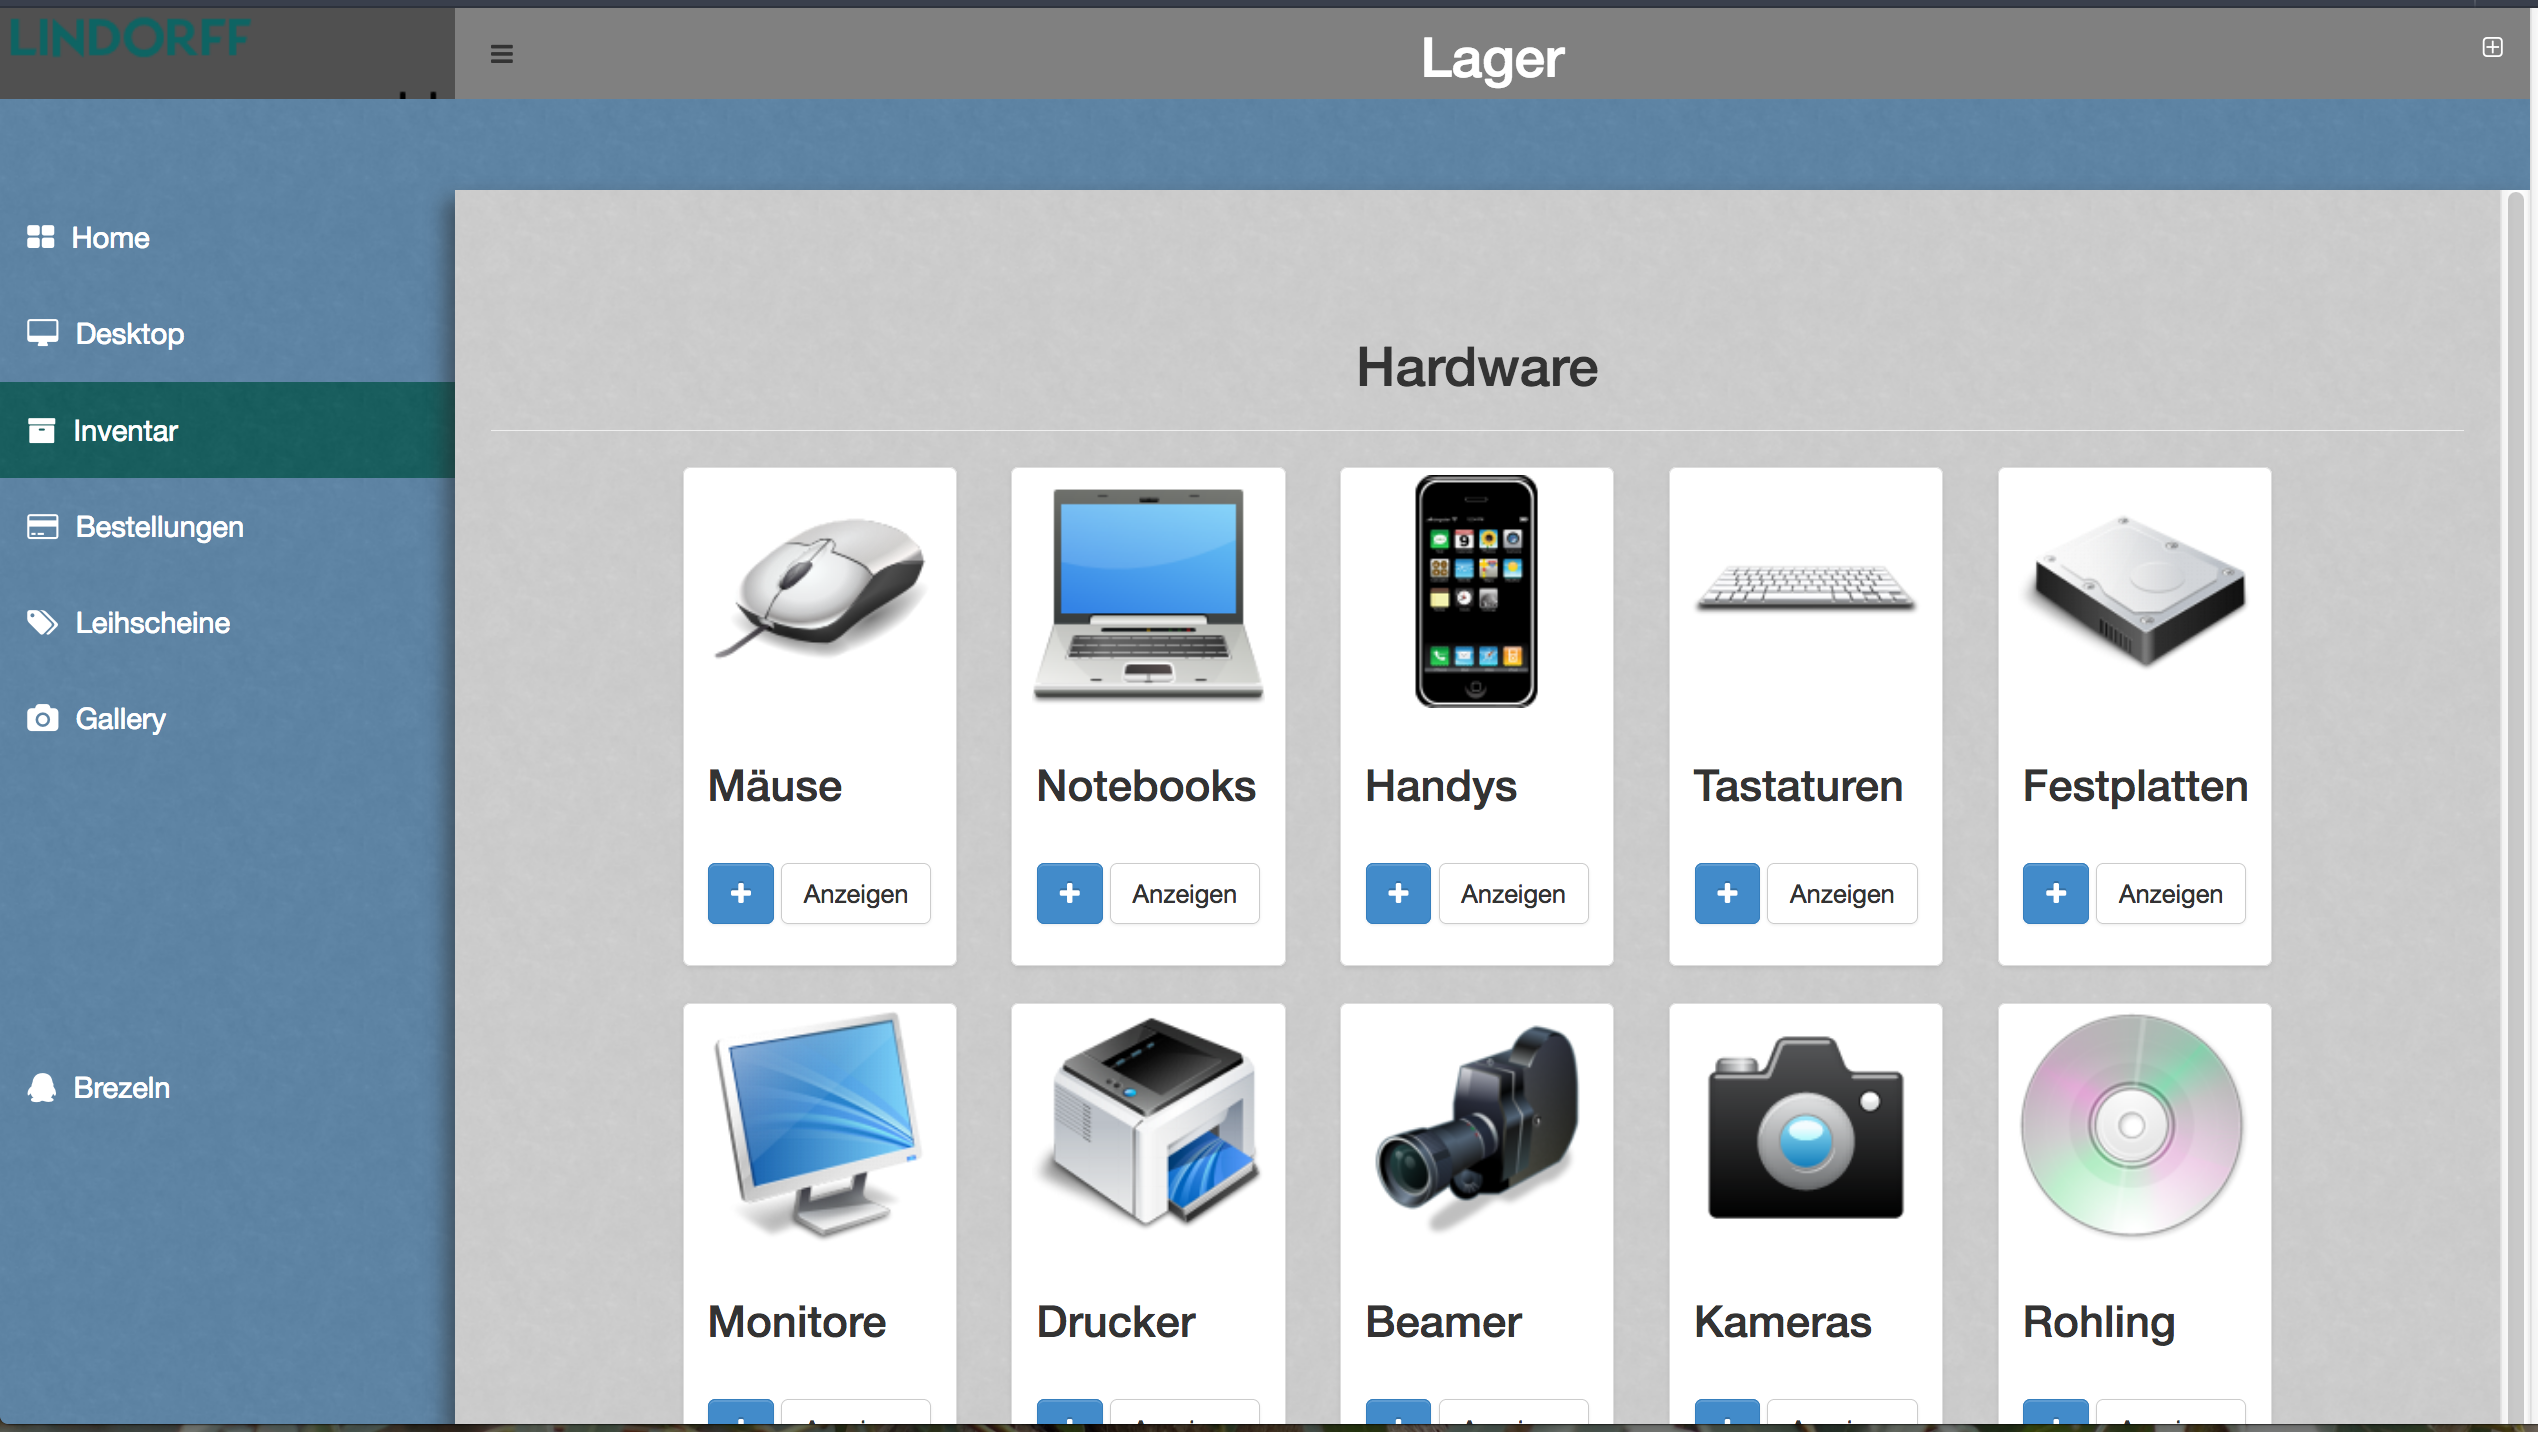 LINDORFF
Lager
Home
Desktop
Inventar
Bestellungen
Leihscheine
Gallery
Brezeln
Hardware
Mäuse
Notebooks
Handys
Tastaturen
Festplatten
Anzeigen
Anzeigen
Anzeigen
Anzeigen
Anzeigen
Monitore
Drucker
Beamer
Kameras
Rohling